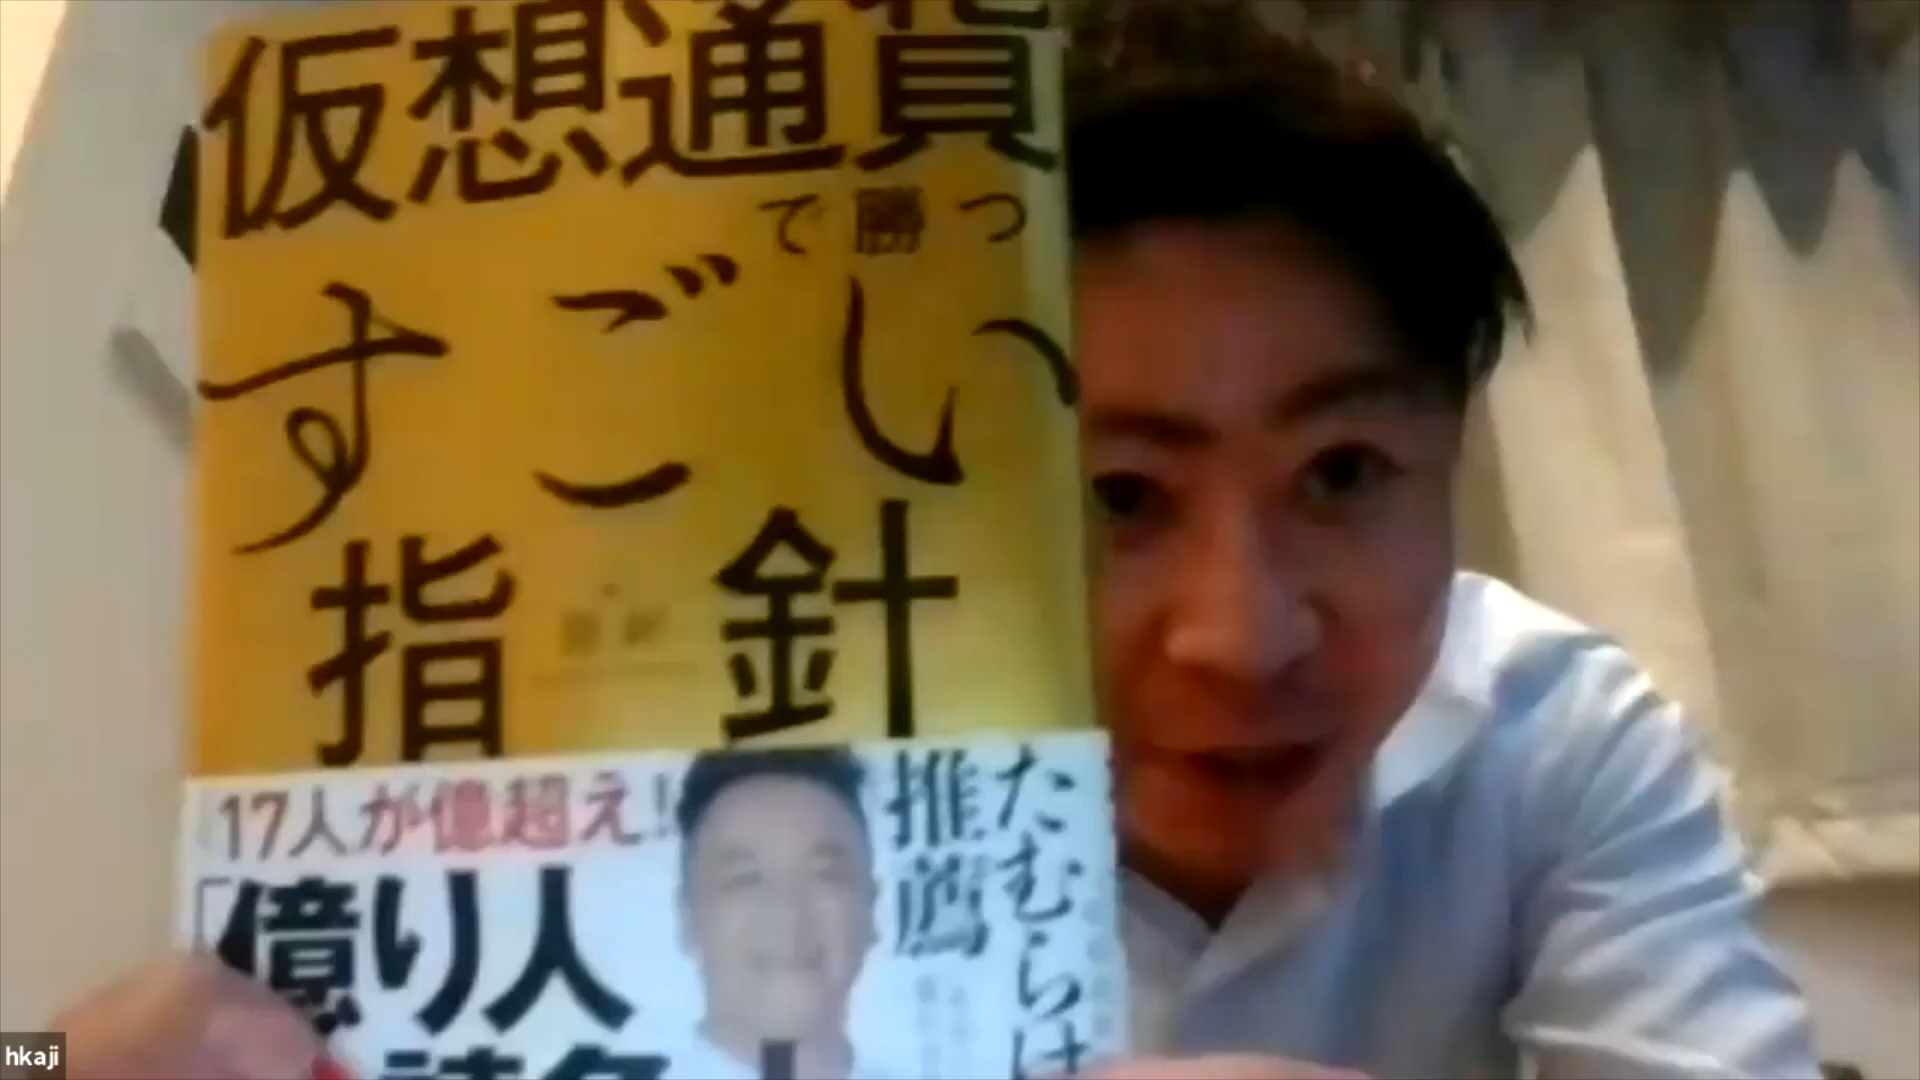 仮想通貨
で勝つ
すごい
指針
17人が億超え!
「億り人
たむらけ
推薦
hkaji